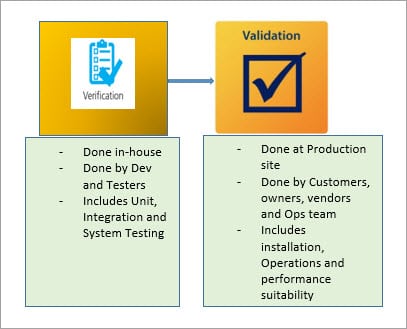 Verification
Validation
- Done in-house
- Done by Dev
and Testers
- Includes Unit,
Integration and
System Testing
- Done at Production
site
- Done by Customers,
owners, vendors
and Ops team
- Includes
installation,
Operations and
performance
suitability